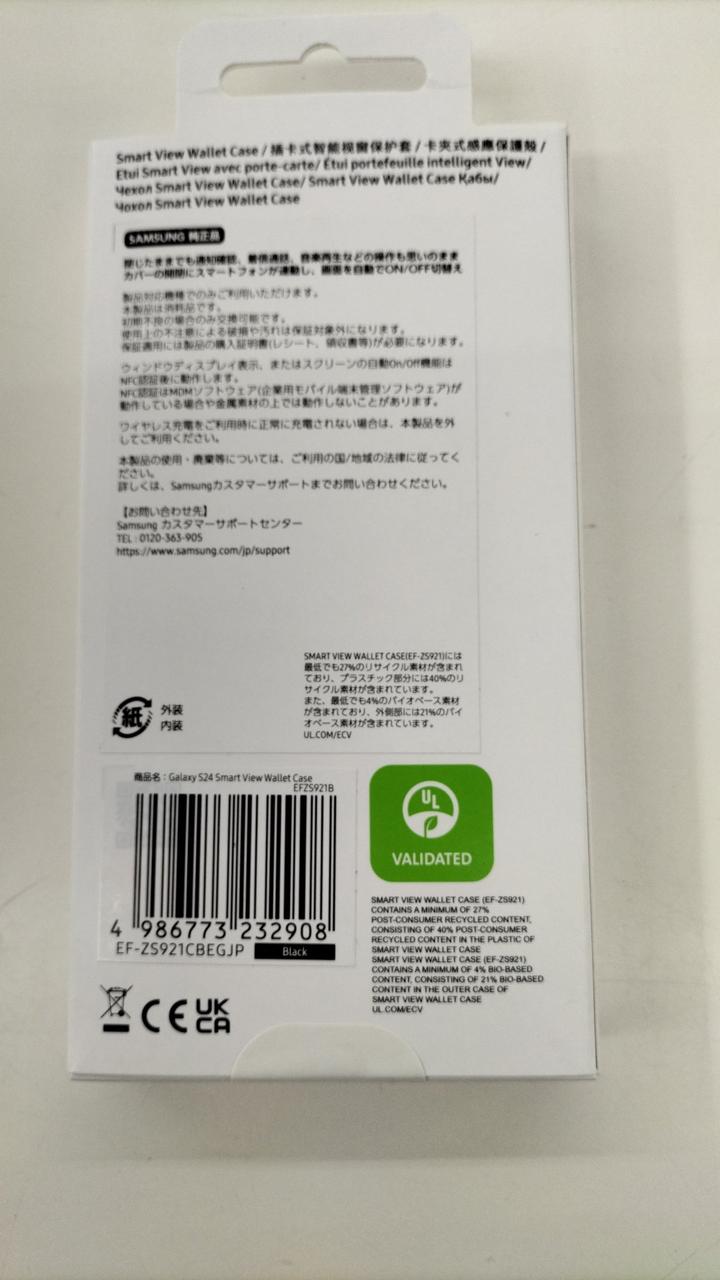 Smart View Wallet Case / 插卡式智能视窗保护套 / 卡夾式感應保護殼 /
Etui Smart View avec porte-carte/ Étui portefeuille intelligent View/
Чехол Smart View Wallet Case/ Smart View Wallet Case Қабы/
Чохол Smart View Wallet Case
SAMSUNG 純正品
閉じたままでも通知確認、着信通話、音楽再生などの操作も思いのまま
カバーの開閉にスマートフォンが連動し、画面を自動でON/OFF切替え
製品対応機種でのみご利用いただけます。
本製品は消耗品です。
初期不良の場合のみ交換可能です。
使用上の不注意による破損や汚れは保証対象外になります。
保証適用には製品の購入証明書(レシート、領収書等)が必要になります。
ウィンドウディスプレイ表示、またはスクリーンの自動On/Off機能は
NFC認証後に動作します。
NFC認証はMDMソフトウェア(企業用モバイル端末管理ソフトウェア)が
動作している場合や金属素材の上では動作しないことがあります。
ワイヤレス充電をご利用時に正常に充電されない場合は、本製品を外
してご利用ください。
本製品の使用・廃棄等については、ご利用の国/地域の法律に従ってく
ださい。
詳しくは、Samsungカスタマーサポートまでお問い合わせください。
【お問い合わせ先】
Samsung カスタマーサポートセンター
TEL : 0120-363-905
https://www.samsung.com/jp/support
SMART VIEW WALLET CASE(EF-ZS921)には
最低でも27%のリサイクル素材が含まれ
ており、プラスチック部分には40%のリ
サイクル素材が含まれています。
また、最低でも4%のバイオベース素材
が含まれており、外側部には21%のバイ
オベース素材が含まれています。
UL.COM/ECV
紙
外装
内装
商品名：Galaxy S24 Smart View Wallet Case
EFZS921B
4 986773 232908
EF-ZS921CBEGJP Black
UL
VALIDATED
SMART VIEW WALLET CASE (EF-ZS921)
CONTAINS A MINIMUM OF 27%
POST-CONSUMER RECYCLED CONTENT,
CONSISTING OF 40% POST-CONSUMER
RECYCLED CONTENT IN THE PLASTIC OF
SMART VIEW WALLET CASE
SMART VIEW WALLET CASE (EF-ZS921)
CONTAINS A MINIMUM OF 4% BIO-BASED
CONTENT, CONSISTING OF 21% BIO-BASED
CONTENT IN THE OUTER CASE OF
SMART VIEW WALLET CASE
UL.COM/ECV
CE UK
CA